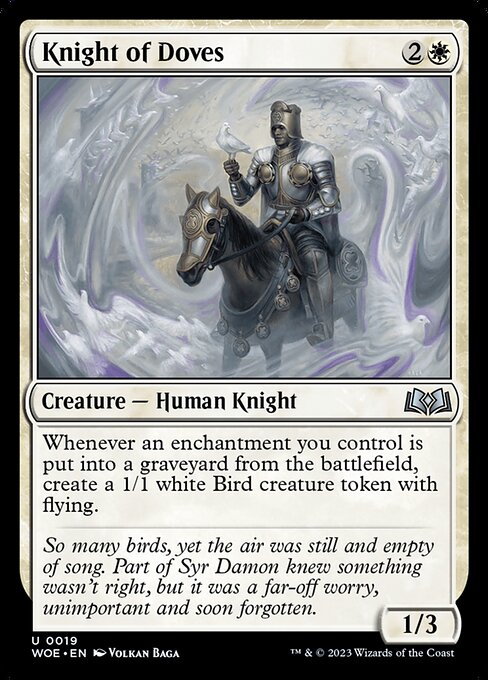 Knight of Doves 2
Creature — Human Knight
Whenever an enchantment you control is
put into a graveyard from the battlefield,
create a 1/1 white Bird creature token with
flying.
So many birds, yet the air was still and empty
of song. Part of Syr Damon knew something
wasn't right, but it was a far-off worry,
unimportant and soon forgotten.
1/3
U 0019
WOE • EN Volkan Baga
™ & © 2023 Wizards of the Coast